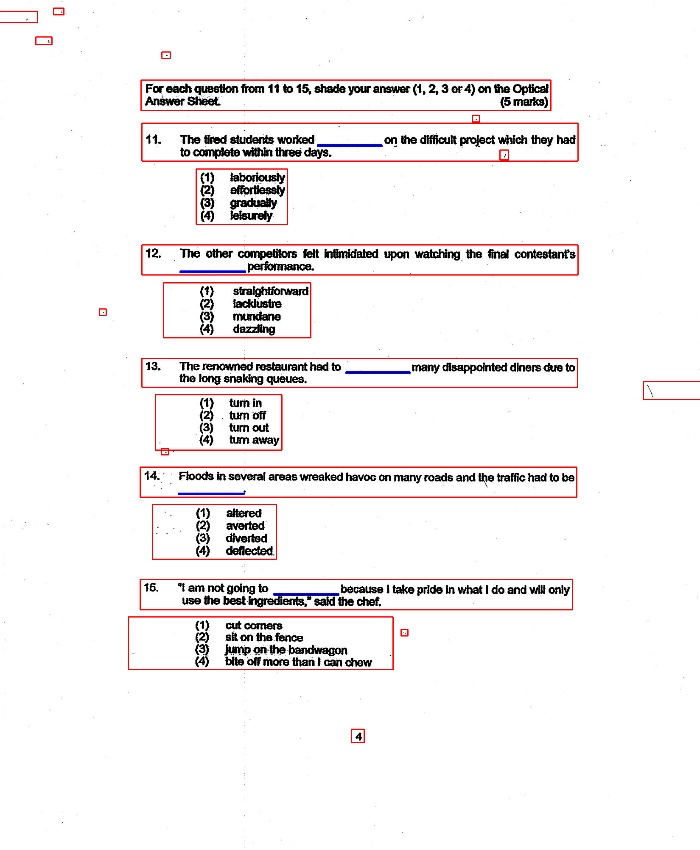 For each question from 11 to 15, shade your answer (1, 2, 3 or 4) on the Optical
Answer Sheet. (5 marks)
11. The tired students worked ________ on the difficult project which they had
to complete within three days.
(1) laboriously
(2) effortlessly
(3) gradually
(4) leisurely
12. The other competitors felt intimidated upon watching the final contestant's
________ performance.
(1) straightforward
(2) lacklustre
(3) mundane
(4) dazzling
13. The renowned restaurant had to ________ many disappointed diners due to
the long snaking queues.
(1) turn in
(2) turn off
(3) turn out
(4) turn away
14. Floods in several areas wreaked havoc on many roads and the traffic had to be
________.
(1) altered
(2) averted
(3) diverted
(4) deflected
15. "I am not going to ________ because I take pride in what I do and will only
use the best ingredients," said the chef.
(1) cut corners
(2) sit on the fence
(3) jump on the bandwagon
(4) bite off more than I can chew
4